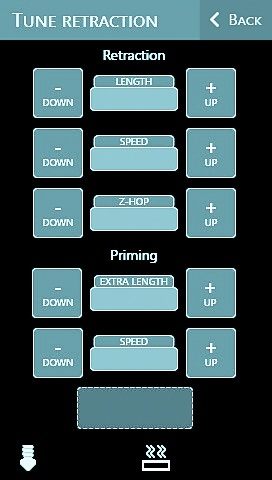 TUNE RETRACTION
BACK
Retraction
- LENGTH +
DOWN UP
- SPEED +
DOWN UP
- Z-HOP +
DOWN UP
Priming
- EXTRA LENGTH +
DOWN UP
- SPEED +
DOWN UP